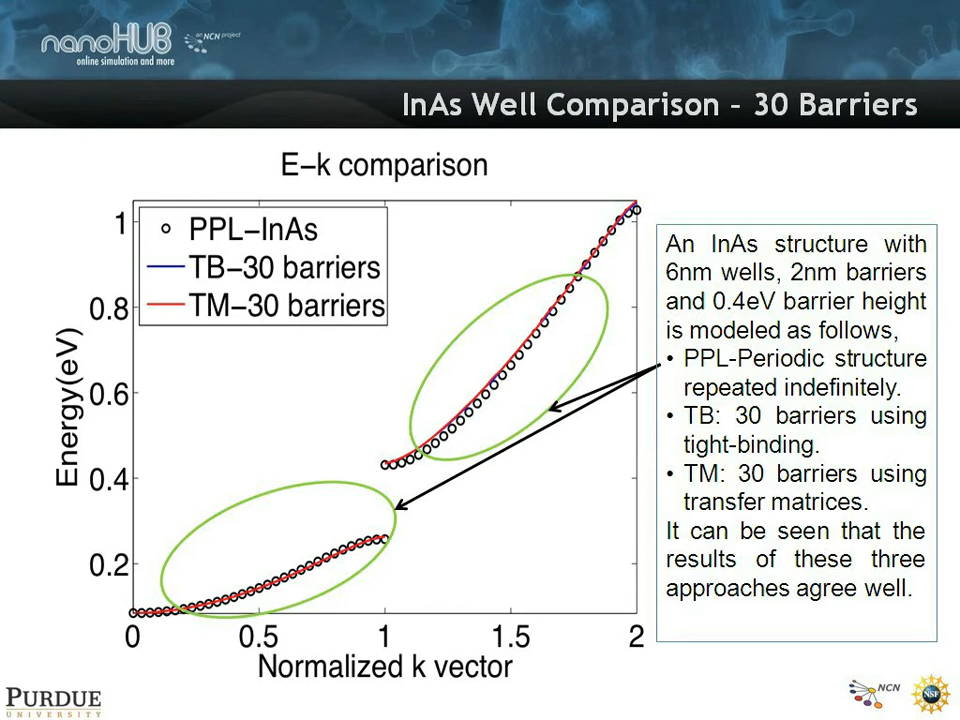 nanoHUB
an NCN project
online simulation and more
InAs Well Comparison – 30 Barriers
E−k comparison
PPL−InAs
TB−30 barriers
TM−30 barriers
1
0.8
0.6
0.4
0.2
Energy(eV)
0 0.5 1 1.5 2
Normalized k vector
An InAs structure with
6nm wells, 2nm barriers
and 0.4eV barrier height
is modeled as follows,
• PPL-Periodic structure
repeated indefinitely.
• TB: 30 barriers using
tight-binding.
• TM: 30 barriers using
transfer matrices.
It can be seen that the
results of these three
approaches agree well.
PURDUE
UNIVERSITY
NCN
NSF